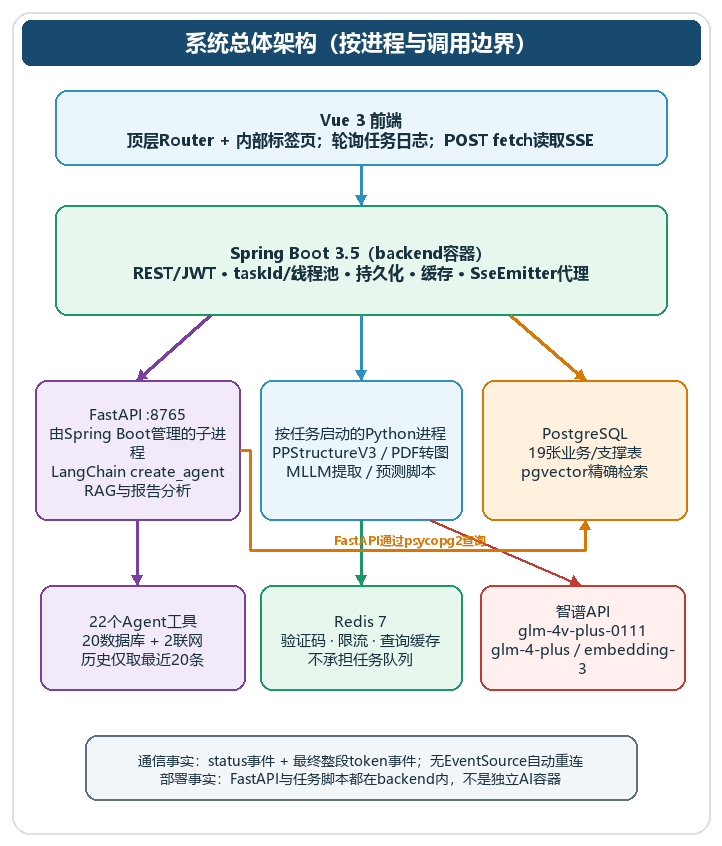 系统总体架构（按进程与调用边界）
Vue 3 前端
顶层Router + 内部标签页；轮询任务日志；POST fetch读取SSE
Spring Boot 3.5（backend容器）
REST/JWT • taskId/线程池 • 持久化 • 缓存 • SseEmitter代理
FastAPI :8765
由Spring Boot管理的子进
程
LangChain create_agent
RAG与报告分析
按任务启动的Python进程
PPStructureV3 / PDF转图
MLLM提取 / 预测脚本
PostgreSQL
19张业务/支撑表
pgvector精确检索
FastAPI通过psycopg2查询
22个Agent工具
20数据库 + 2联网
历史仅取最近20条
Redis 7
验证码 · 限流 · 查询缓存
不承担任务队列
智谱API
glm-4v-plus-0111
glm-4-plus / embedding-
3
通信事实：status事件 + 最终整段token事件；无EventSource自动重连
部署事实：FastAPI与任务脚本都在backend内，不是独立AI容器